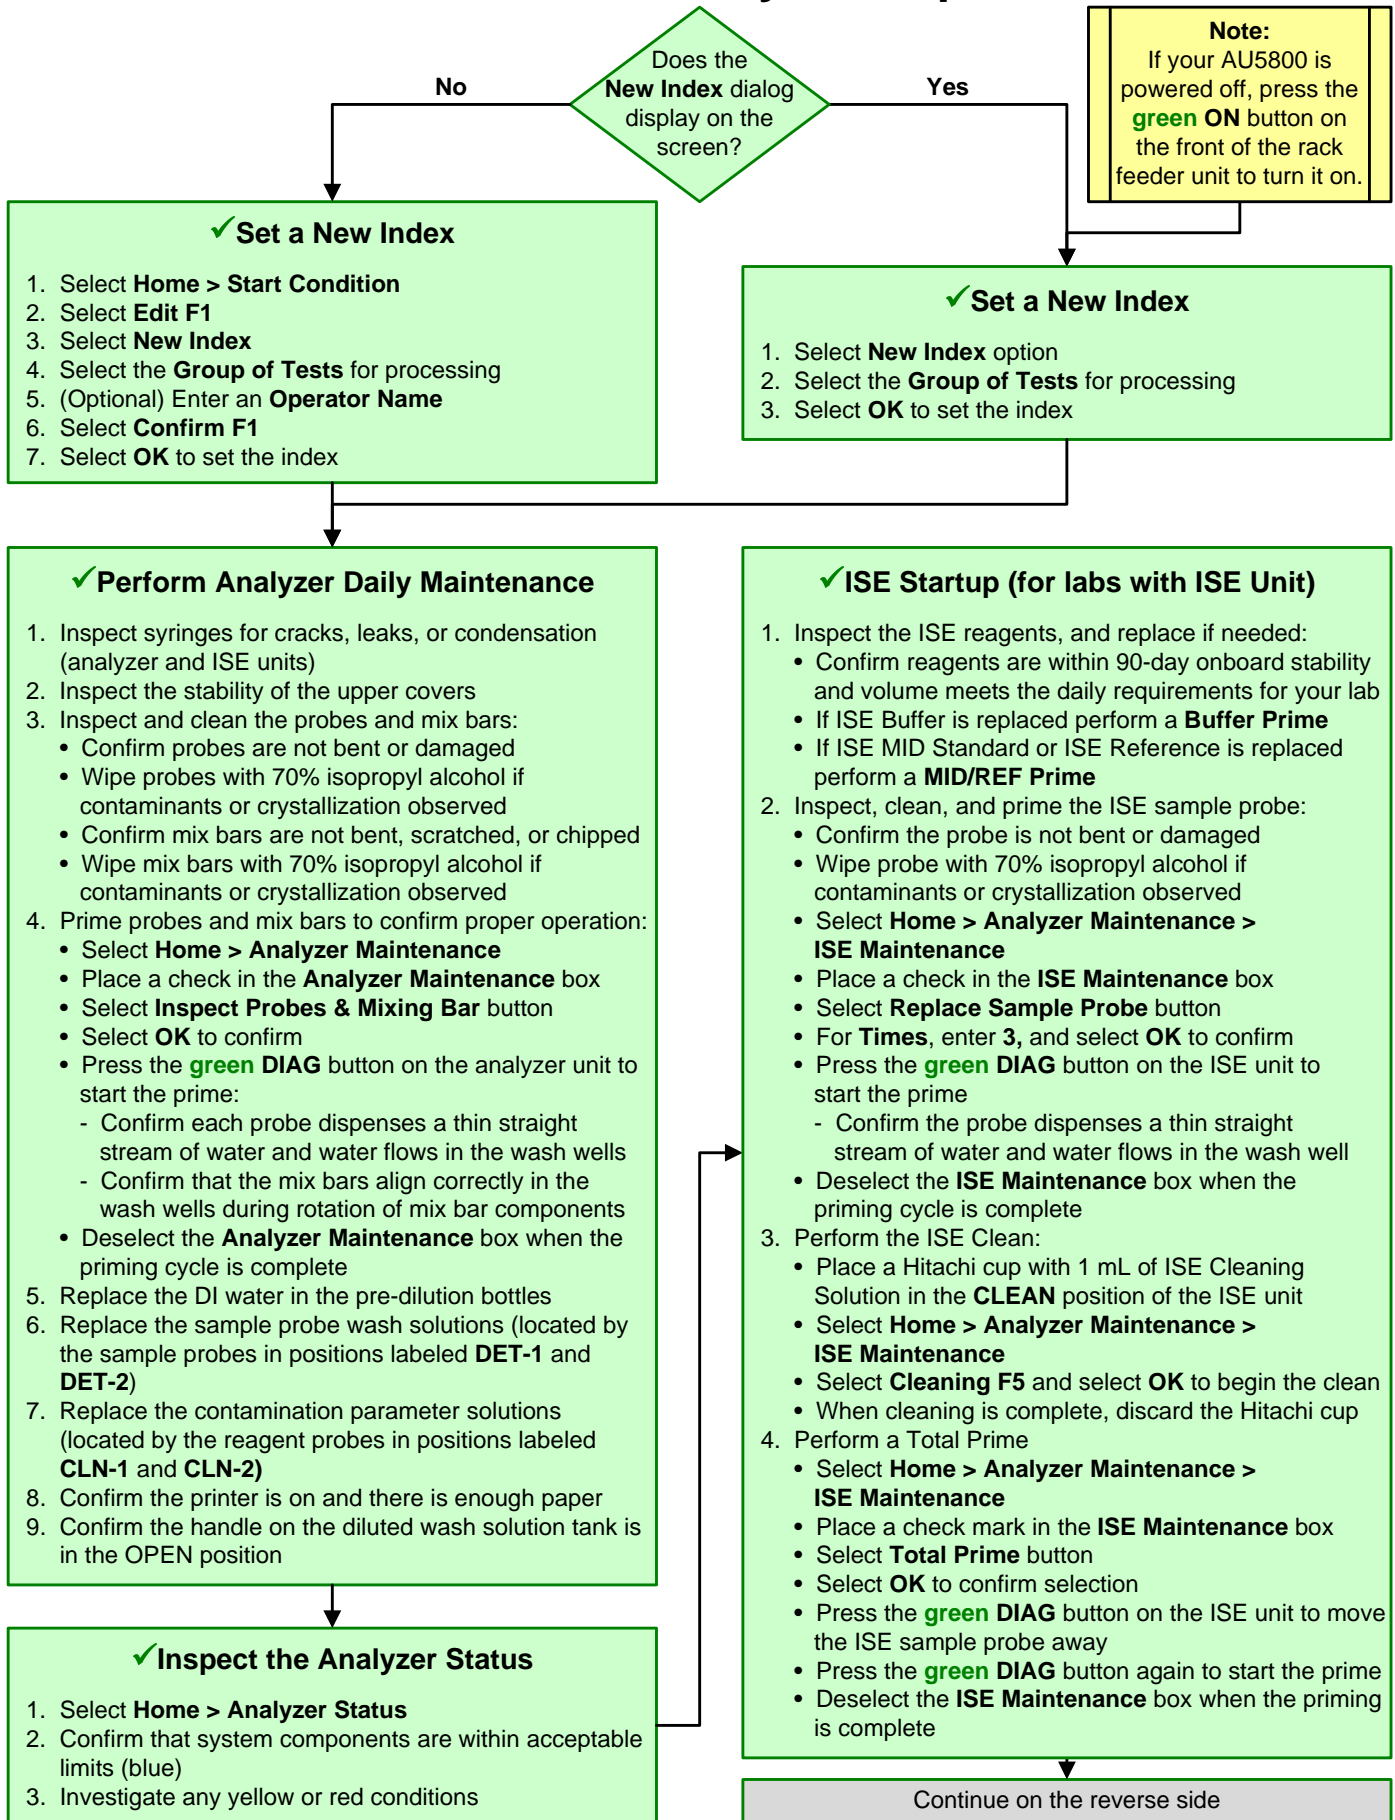 Does the
New Index dialog
display on the
screen?
No
Yes
Note:
If your AU5800 is
powered off, press the
green ON button on
the front of the rack
feeder unit to turn it on.
✓Set a New Index
1. Select Home > Start Condition
2. Select Edit F1
3. Select New Index
4. Select the Group of Tests for processing
5. (Optional) Enter an Operator Name
6. Select Confirm F1
7. Select OK to set the index
✓Set a New Index
1. Select New Index option
2. Select the Group of Tests for processing
3. Select OK to set the index
✓Perform Analyzer Daily Maintenance
1. Inspect syringes for cracks, leaks, or condensation
(analyzer and ISE units)
2. Inspect the stability of the upper covers
3. Inspect and clean the probes and mix bars:
• Confirm probes are not bent or damaged
• Wipe probes with 70% isopropyl alcohol if
contaminants or crystallization observed
• Confirm mix bars are not bent, scratched, or chipped
• Wipe mix bars with 70% isopropyl alcohol if
contaminants or crystallization observed
4. Prime probes and mix bars to confirm proper operation:
• Select Home > Analyzer Maintenance
• Place a check in the Analyzer Maintenance box
• Select Inspect Probes & Mixing Bar button
• Select OK to confirm
• Press the green DIAG button on the analyzer unit to
start the prime:
- Confirm each probe dispenses a thin straight
stream of water and water flows in the wash wells
- Confirm that the mix bars align correctly in the
wash wells during rotation of mix bar components
• Deselect the Analyzer Maintenance box when the
priming cycle is complete
5. Replace the DI water in the pre-dilution bottles
6. Replace the sample probe wash solutions (located by
the sample probes in positions labeled DET-1 and
DET-2)
7. Replace the contamination parameter solutions
(located by the reagent probes in positions labeled
CLN-1 and CLN-2)
8. Confirm the printer is on and there is enough paper
9. Confirm the handle on the diluted wash solution tank is
in the OPEN position
✓Inspect the Analyzer Status
1. Select Home > Analyzer Status
2. Confirm that system components are within acceptable
limits (blue)
3. Investigate any yellow or red conditions
✓ISE Startup (for labs with ISE Unit)
1. Inspect the ISE reagents, and replace if needed:
• Confirm reagents are within 90-day onboard stability
and volume meets the daily requirements for your lab
• If ISE Buffer is replaced perform a Buffer Prime
• If ISE MID Standard or ISE Reference is replaced
perform a MID/REF Prime
2. Inspect, clean, and prime the ISE sample probe:
• Confirm the probe is not bent or damaged
• Wipe probe with 70% isopropyl alcohol if
contaminants or crystallization observed
• Select Home > Analyzer Maintenance >
ISE Maintenance
• Place a check in the ISE Maintenance box
• Select Replace Sample Probe button
• For Times, enter 3, and select OK to confirm
• Press the green DIAG button on the ISE unit to
start the prime
- Confirm the probe dispenses a thin straight
stream of water and water flows in the wash well
• Deselect the ISE Maintenance box when the
priming cycle is complete
3. Perform the ISE Clean:
• Place a Hitachi cup with 1 mL of ISE Cleaning
Solution in the CLEAN position of the ISE unit
• Select Home > Analyzer Maintenance >
ISE Maintenance
• Select Cleaning F5 and select OK to begin the clean
• When cleaning is complete, discard the Hitachi cup
4. Perform a Total Prime
• Select Home > Analyzer Maintenance >
ISE Maintenance
• Place a check mark in the ISE Maintenance box
• Select Total Prime button
• Select OK to confirm selection
• Press the green DIAG button on the ISE unit to move
the ISE sample probe away
• Press the green DIAG button again to start the prime
• Deselect the ISE Maintenance box when the priming
is complete
Continue on the reverse side